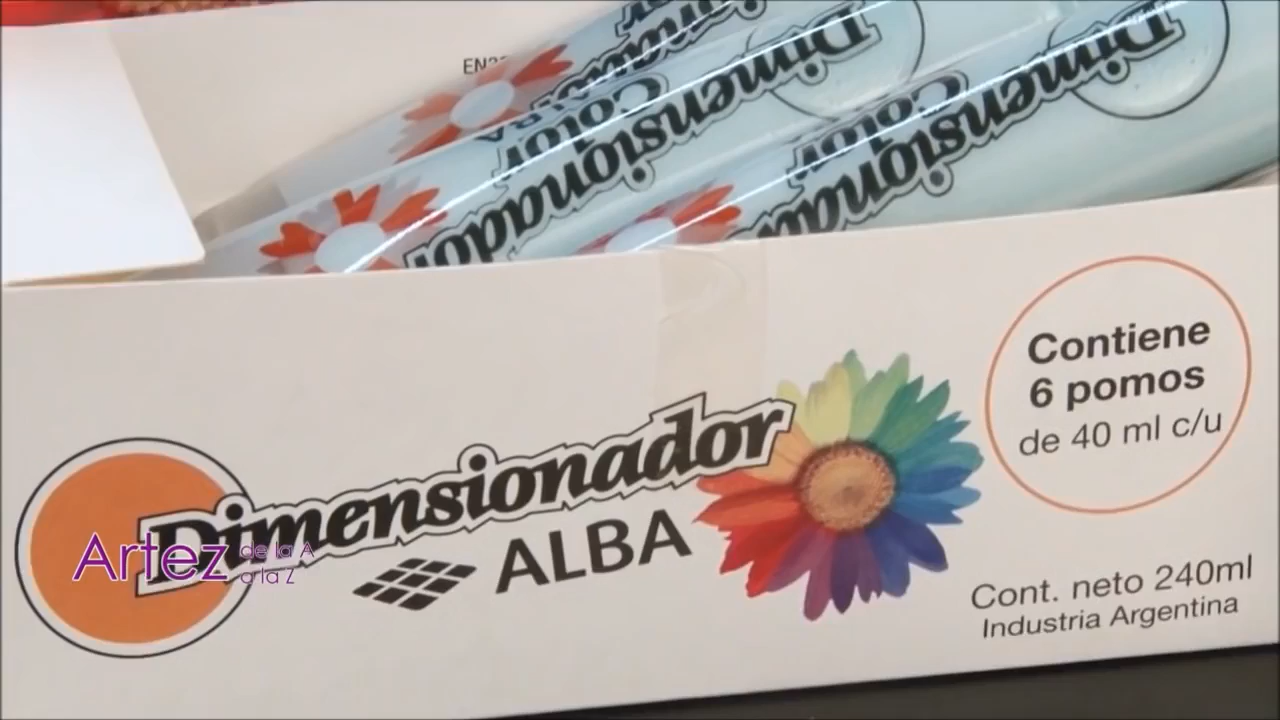 Dimensionador
Color
Dimensionador
Color
Dimensionador
ALBA
Contiene
6 pomos
de 40 ml c/u
Cont. neto 240ml
Industria Argentina
Artez de la A
a la Z